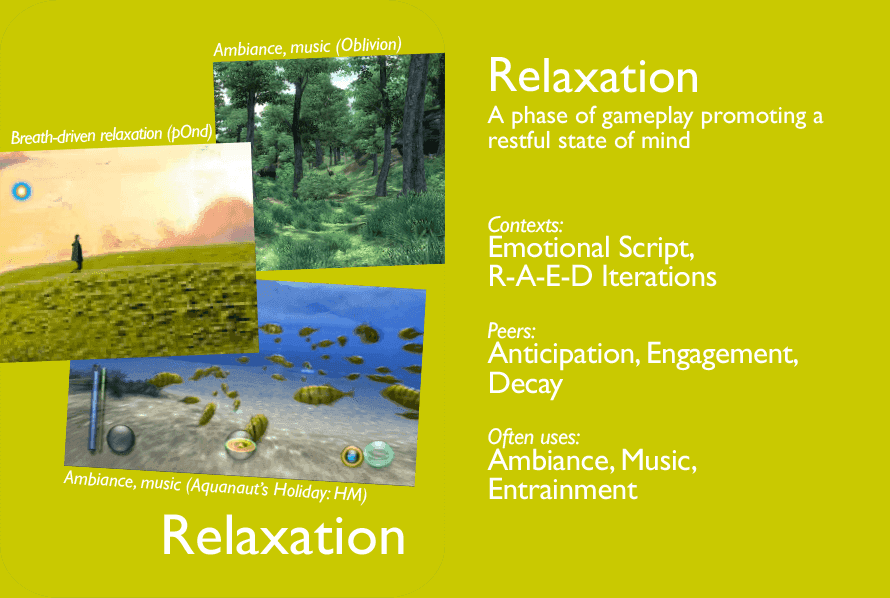 Ambiance, music (Oblivion)
Breath-driven relaxation (pOnd)
Ambiance, music (Aquanaut's Holiday: HM)
Relaxation
Relaxation
A phase of gameplay promoting a
restful state of mind
Contexts:
Emotional Script,
R-A-E-D Iterations
Peers:
Anticipation, Engagement,
Decay
Often uses:
Ambiance, Music,
Entrainment